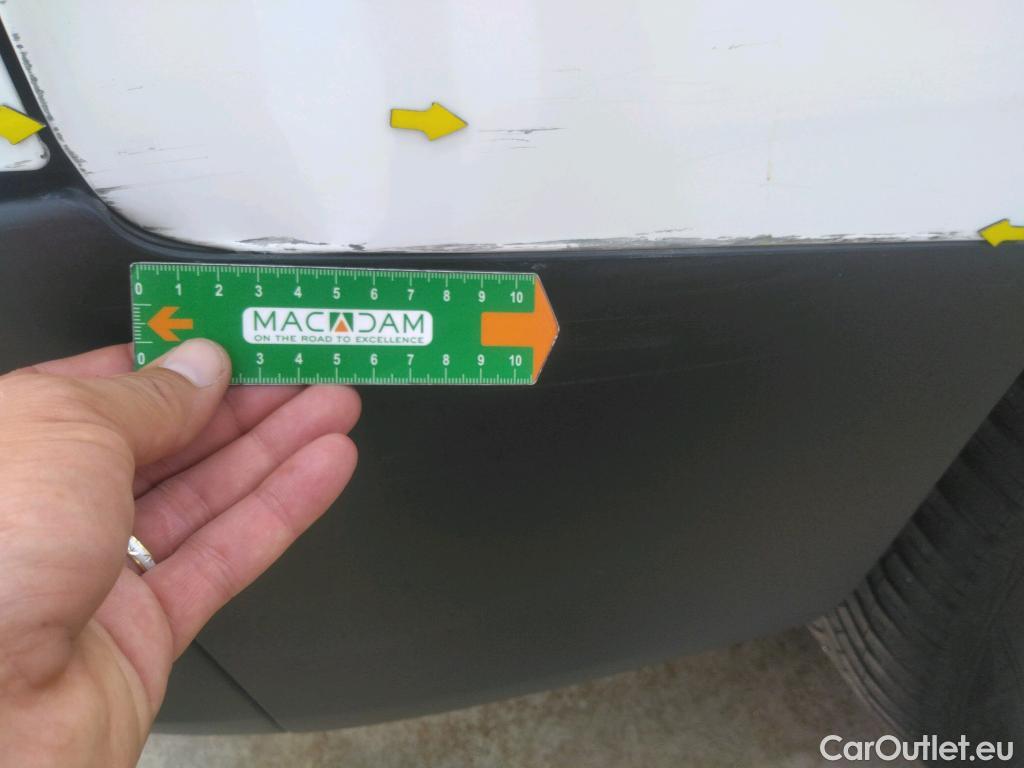 0 1 2 3 4 5 6 7 8 9 10
MACADAM
ON THE ROAD TO EXCELLENCE
0 3 4 5 6 7 8 9 10
CarOutlet.eu